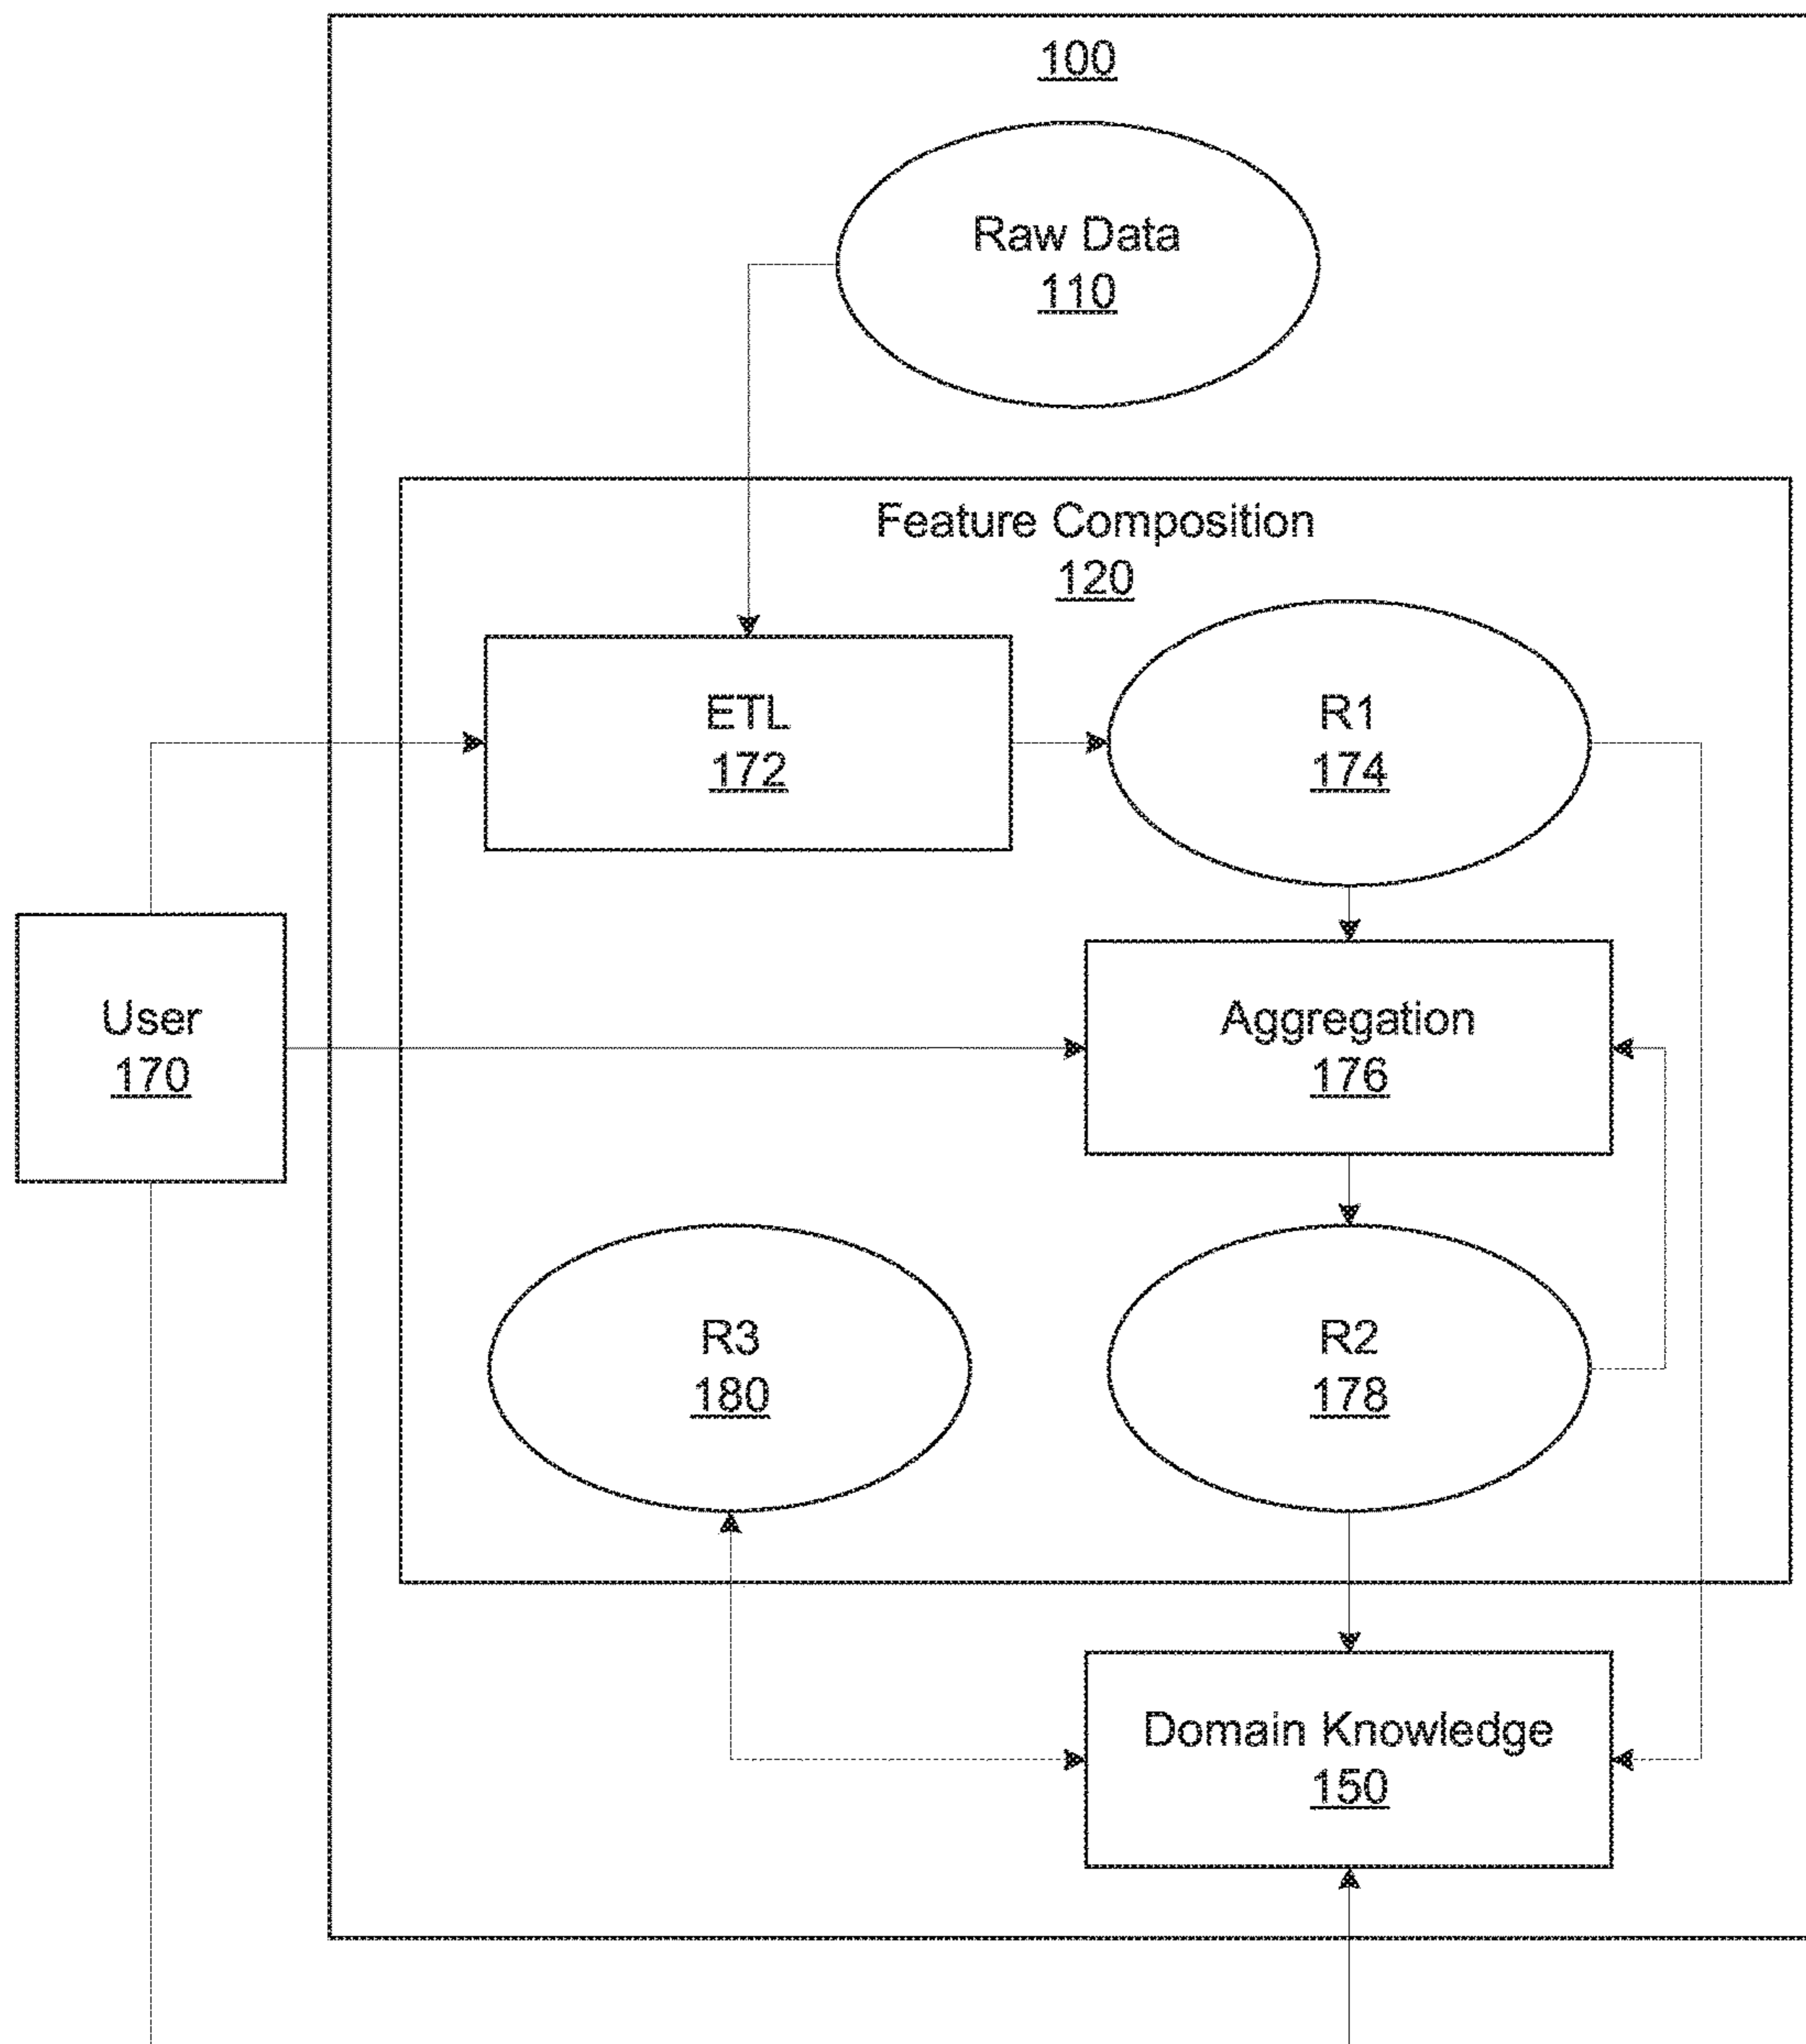 100
Raw Data
110
Feature Composition
120
ETL
172
R1
174
User
170
Aggregation
176
R3
180
R2
178
Domain Knowledge
150